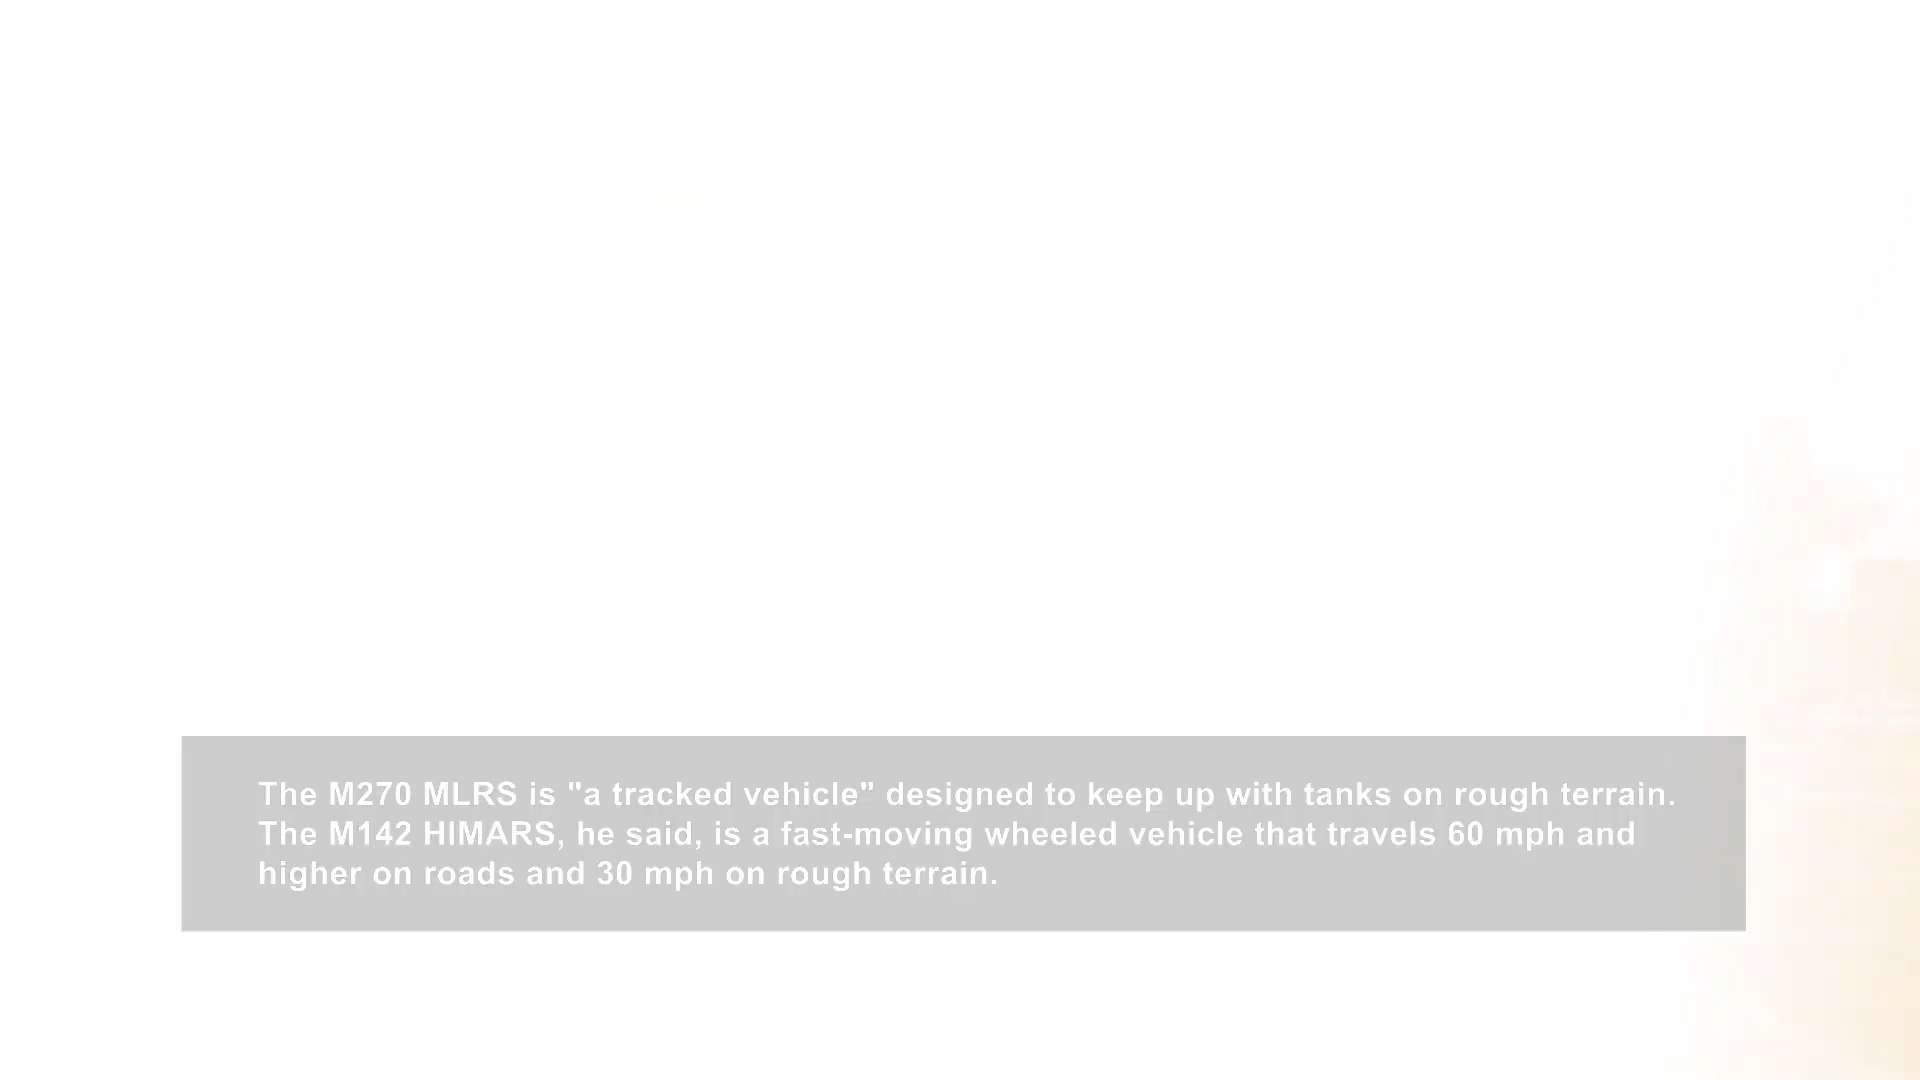 The M270 MLRS is "a tracked vehicle" designed to keep up with tanks on rough terrain.
The M142 HIMARS, he said, is a fast-moving wheeled vehicle that travels 60 mph and
higher on roads and 30 mph on rough terrain.